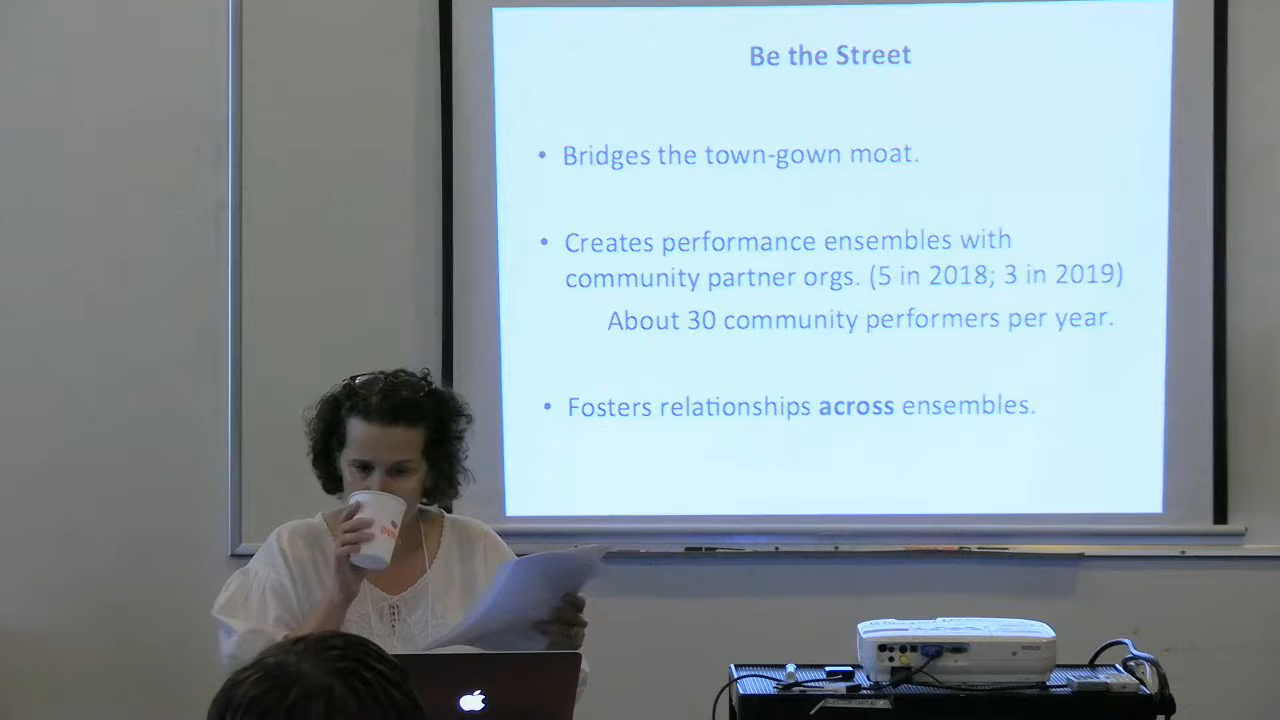 Be the Street
• Bridges the town-gown moat.
• Creates performance ensembles with
community partner orgs. (5 in 2018; 3 in 2019)
About 30 community performers per year.
• Fosters relationships across ensembles.
EPSON